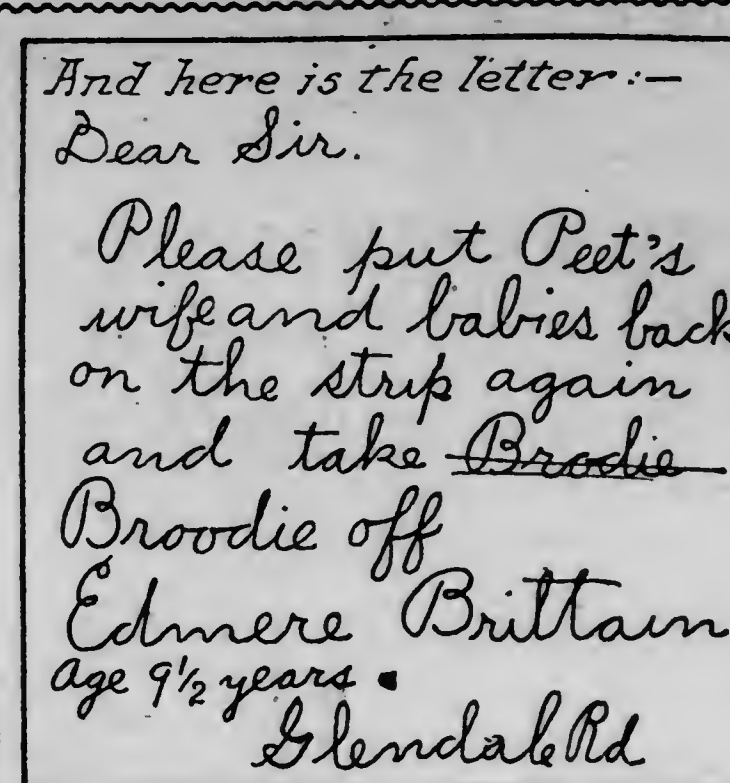 And here is the letter:—
Dear Sir.
Please put Peet's
wife and babies back
on the strip again
and take Brodie
Broodie off
Edmere Brittain
age 9½ years.
Glendale Rd